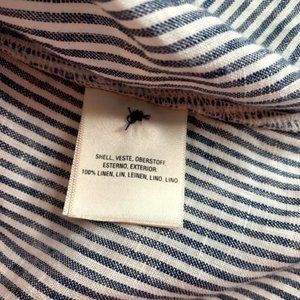 SHELL, VESTE, OBERSTOFF
ESTERNO, EXTERIOR:
100% LINEN, LIN, LEINEN, LINO, LINO